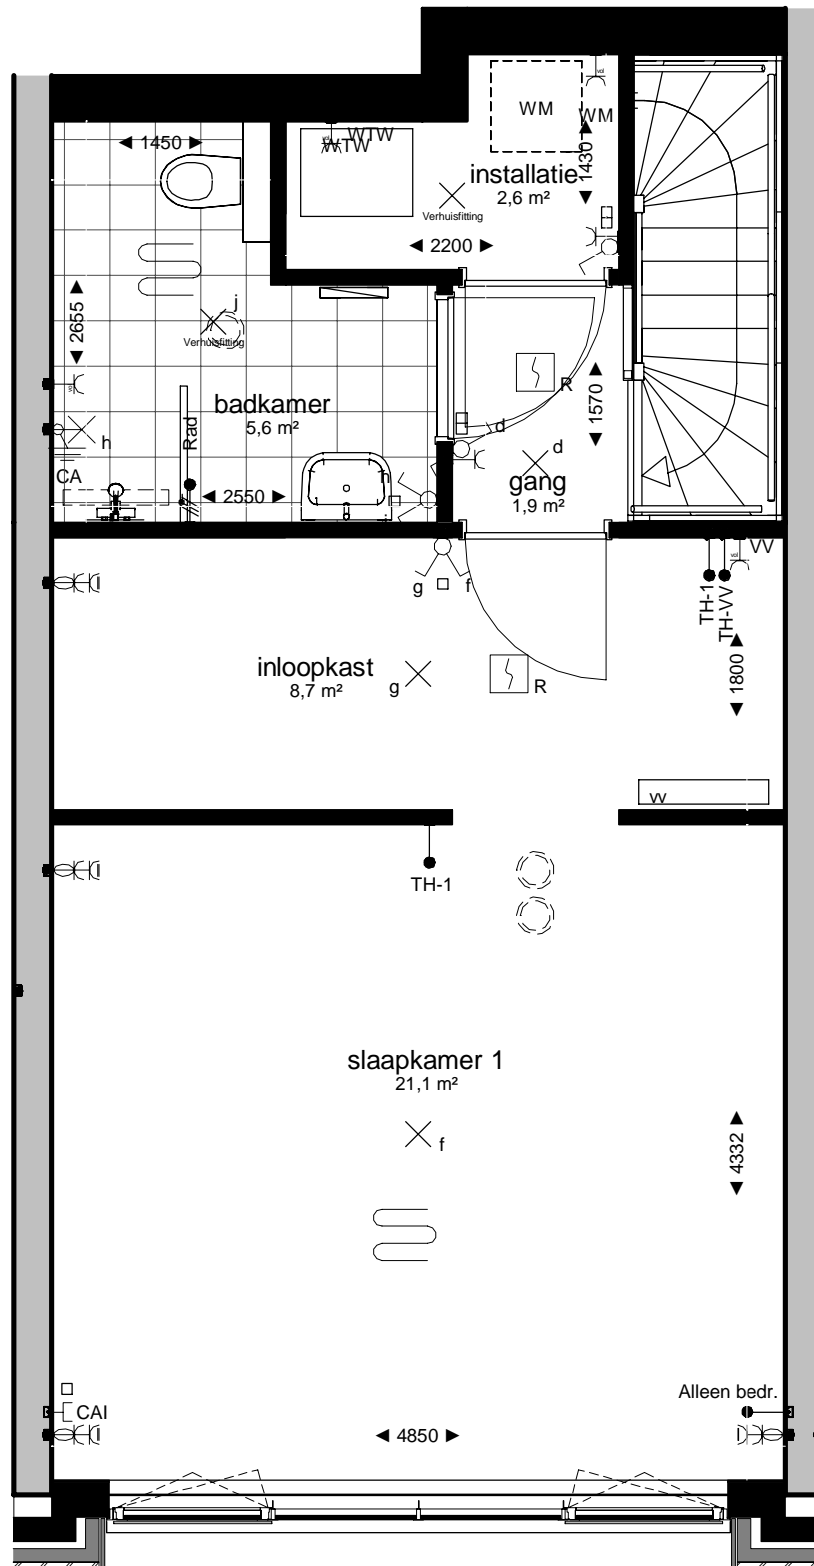 WM
WM
1450
WTW
WTW
1430
installatie
2,6 m²
Verhuisfitting
2200
2655
j
Verhuisfitting
R
1570
badkamer
5,6 m²
Rad
h
CA
d
d
gang
1,9 m²
h
2550
VV
g
f
TH-1
TH-VV
inloopkast
8,7 m²
g
R
1800
vv
TH-1
slaapkamer 1
21,1 m²
f
4332
CAI
Alleen bedr.
4850